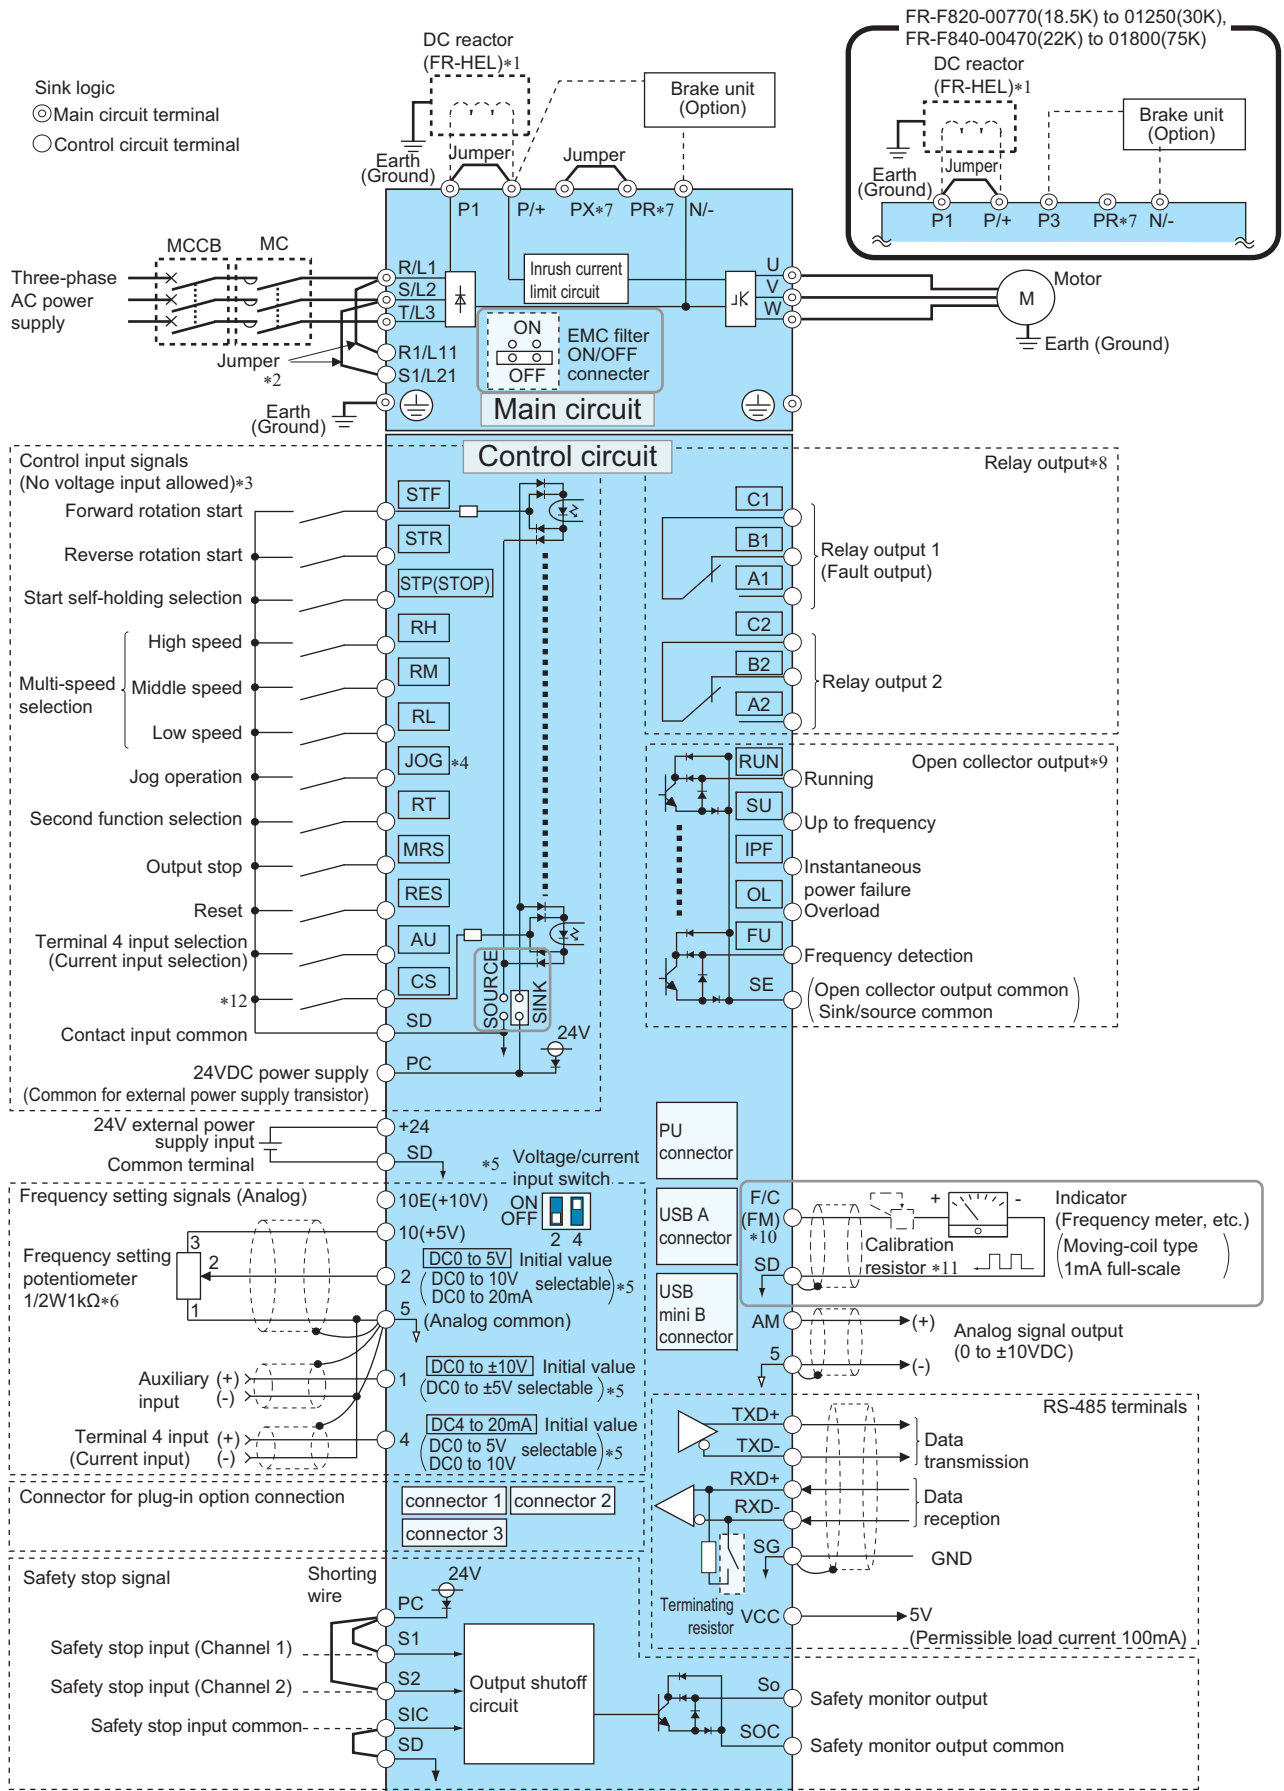 FR-F820-00770(18.5K) to 01250(30K),
FR-F840-00470(22K) to 01800(75K)
DC reactor
(FR-HEL)*1
Brake unit
(Option)
Earth
(Ground)
Jumper
P1
P/+
P3
PR*7
N/-
Sink logic
Main circuit terminal
Control circuit terminal
DC reactor
(FR-HEL)*1
Brake unit
(Option)
Earth
(Ground)
Jumper
Jumper
P1
P/+
PX*7
PR*7
N/-
MCCB
MC
Three-phase
AC power
supply
R/L1
S/L2
T/L3
R1/L11
S1/L21
Jumper
*2
Earth
(Ground)
Inrush current
limit circuit
ON
OFF
EMC filter
ON/OFF
connecter
U
V
W
Motor
M
Earth (Ground)
Main circuit
Control circuit
Control input signals
(No voltage input allowed)*3
Forward rotation start
STF
Reverse rotation start
STR
Start self-holding selection
STP(STOP)
Multi-speed
selection
High speed
RH
Middle speed
RM
Low speed
RL
Jog operation
JOG *4
Second function selection
RT
Output stop
MRS
Reset
RES
Terminal 4 input selection
(Current input selection)
AU
*12
CS
Contact input common
SD
SOURCE
SINK
24V
24VDC power supply
(Common for external power supply transistor)
PC
Relay output*8
C1
B1
A1
Relay output 1
(Fault output)
C2
B2
A2
Relay output 2
Open collector output*9
RUN
Running
SU
Up to frequency
IPF
Instantaneous
power failure
OL
Overload
FU
Frequency detection
SE
Open collector output common
Sink/source common
24V external power
supply input
+24
Common terminal
SD
PU
connector
USB A
connector
USB
mini B
connector
Frequency setting signals (Analog)
*5
Voltage/current
input switch
ON
OFF
2 4
10E(+10V)
10(+5V)
Frequency setting
potentiometer
1/2W1kΩ*6
3
2
1
2
DC0 to 5V Initial value
(DC0 to 10V
DC0 to 20mA selectable)*5
5
(Analog common)
Auxiliary
input
(+)
(-)
1
DC0 to ±10V Initial value
(DC0 to ±5V selectable)*5
Terminal 4 input
(Current input)
(+)
(-)
4
DC4 to 20mA Initial value
(DC0 to 5V
DC0 to 10V selectable)*5
F/C
(FM)
*10
SD
Calibration
resistor *11
+ -
Indicator
(Frequency meter, etc.)
(Moving-coil type
1mA full-scale)
AM
(+)
5
(-)
Analog signal output
(0 to ±10VDC)
RS-485 terminals
TXD+
TXD-
Data
transmission
RXD+
RXD-
Data
reception
SG
GND
Terminating
resistor
VCC
5V
(Permissible load current 100mA)
Connector for plug-in option connection
connector 1
connector 2
connector 3
Safety stop signal
Shorting
wire
24V
PC
Safety stop input (Channel 1)
S1
Safety stop input (Channel 2)
S2
Safety stop input common
SIC
SD
Output shutoff
circuit
So
Safety monitor output
SOC
Safety monitor output common